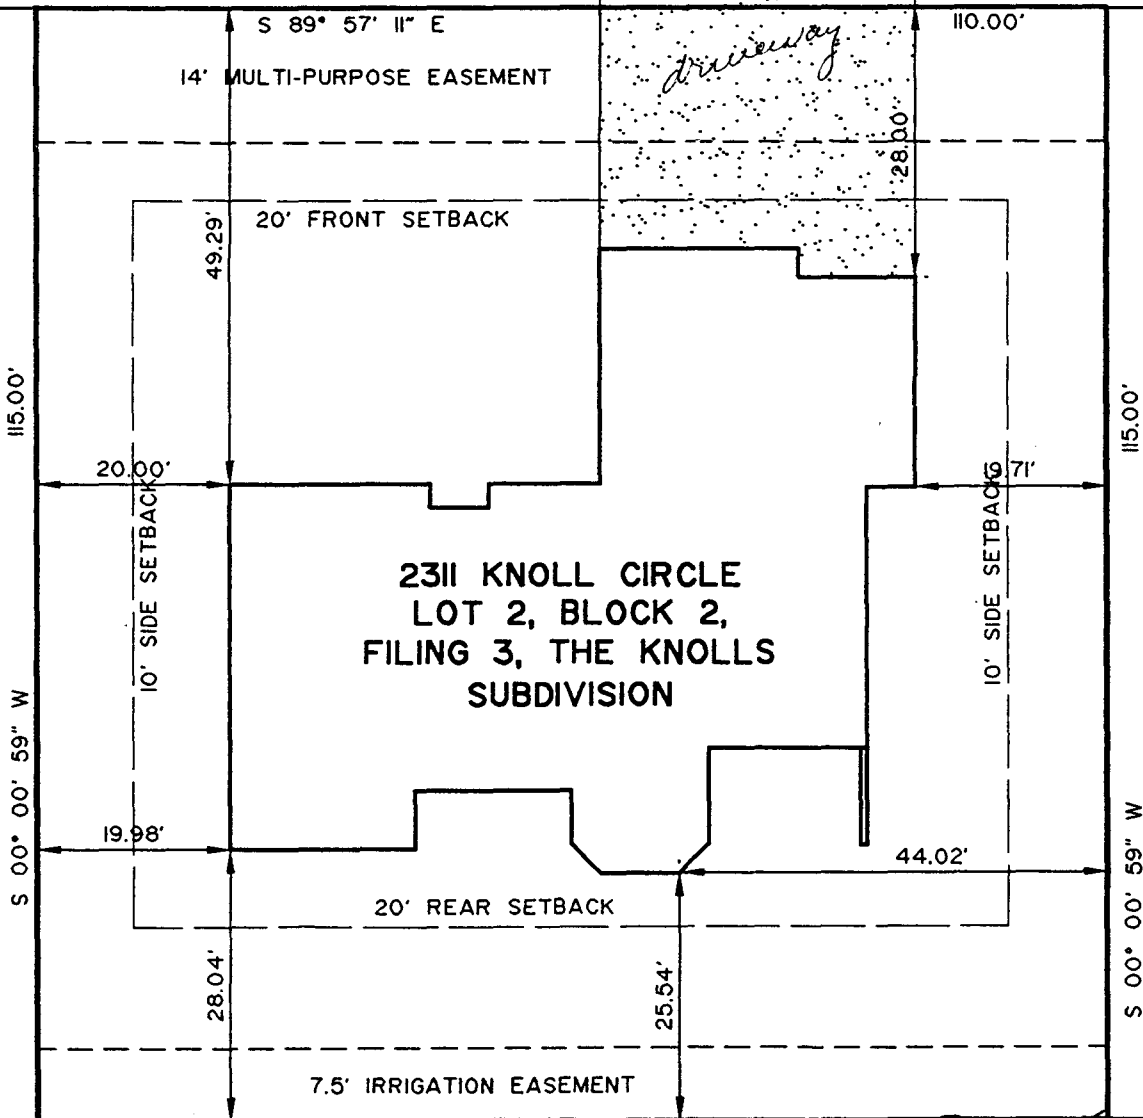 S 89° 57' 11" E
110.00'
driveway
14' MULTI-PURPOSE EASEMENT
28.00'
20' FRONT SETBACK
49.29'
115.00'
115.00'
20.00'
19.71'
10' SIDE SETBACK
10' SIDE SETBACK
2311 KNOLL CIRCLE
LOT 2, BLOCK 2,
FILING 3, THE KNOLLS
SUBDIVISION
S 00° 00' 59" W
S 00° 00' 59" W
19.98'
44.02'
20' REAR SETBACK
28.04'
25.54'
7.5' IRRIGATION EASEMENT